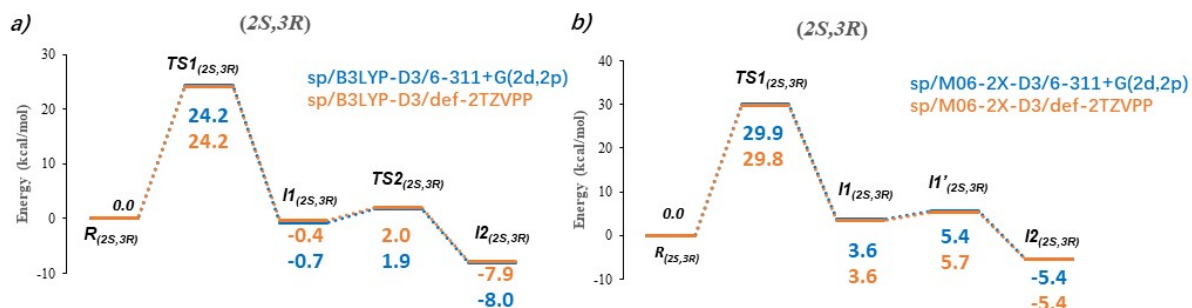 a)
(2S,3R)
Energy (kcal/mol)
30
20
10
0
-10
TS1(2S,3R)
sp/B3LYP-D3/6-311+G(2d,2p)
sp/B3LYP-D3/def-2TZVPP
24.2
24.2
0.0
R(2S,3R)
I1(2S,3R)
-0.4
-0.7
TS2(2S,3R)
2.0
1.9
I2(2S,3R)
-7.9
-8.0
b)
(2S,3R)
Energy (kcal/mol)
40
30
20
10
0
-10
TS1(2S,3R)
sp/M06-2X-D3/6-311+G(2d,2p)
sp/M06-2X-D3/def-2TZVPP
29.9
29.8
0.0
R(2S,3R)
I1(2S,3R)
3.6
3.6
I1’(2S,3R)
5.4
5.7
I2(2S,3R)
-5.4
-5.4